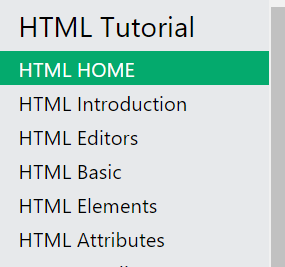 HTML Tutorial
HTML HOME
HTML Introduction
HTML Editors
HTML Basic
HTML Elements
HTML Attributes